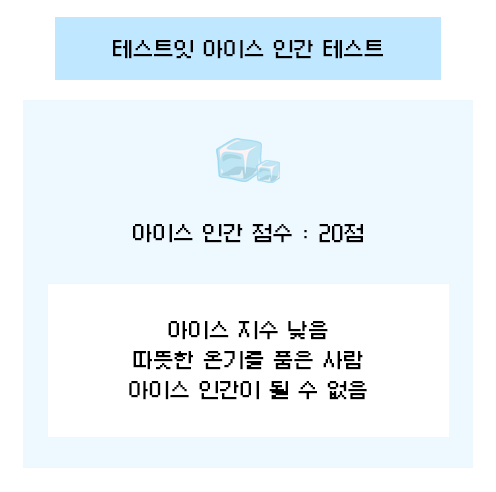 테스트잇 아이스 인간 테스트
아이스 인간 점수 : 20점
아이스 지수 낮음
따뜻한 온기를 품은 사람
아이스 인간이 될 수 없음